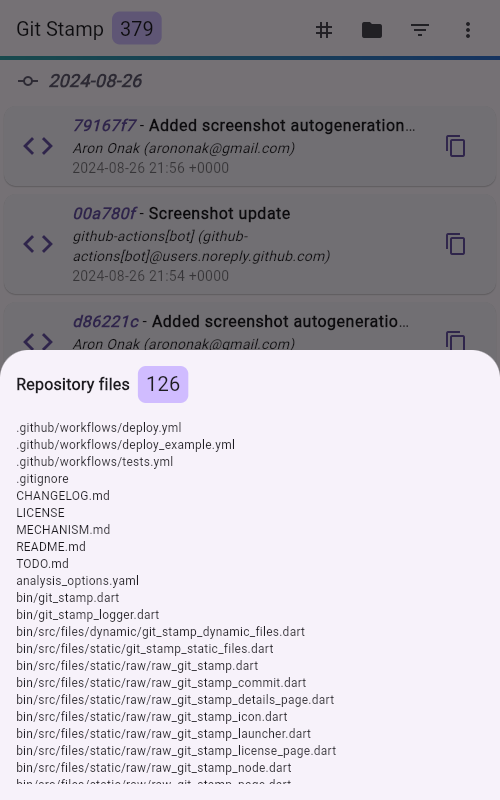 Git Stamp 379
2024-08-26
79167f7 - Added screenshot autogeneration…
Aron Onak (arononak@gmail.com)
2024-08-26 21:56 +0000
00a780f - Screenshot update
github-actions[bot] (github-
actions[bot]@users.noreply.github.com)
2024-08-26 21:54 +0000
d86221c - Added screenshot autogeneratio…
Aron Onak (arononak@gmail.com)
Repository files 126
.github/workflows/deploy.yml
.github/workflows/deploy_example.yml
.github/workflows/tests.yml
.gitignore
CHANGELOG.md
LICENSE
MECHANISM.md
README.md
TODO.md
analysis_options.yaml
bin/git_stamp.dart
bin/git_stamp_logger.dart
bin/src/files/dynamic/git_stamp_dynamic_files.dart
bin/src/files/static/git_stamp_static_files.dart
bin/src/files/static/raw/raw_git_stamp.dart
bin/src/files/static/raw/raw_git_stamp_commit.dart
bin/src/files/static/raw/raw_git_stamp_details_page.dart
bin/src/files/static/raw/raw_git_stamp_icon.dart
bin/src/files/static/raw/raw_git_stamp_launcher.dart
bin/src/files/static/raw/raw_git_stamp_license_page.dart
bin/src/files/static/raw/raw_git_stamp_node.dart
bin/src/files/static/raw/raw_git_stamp_page.dart